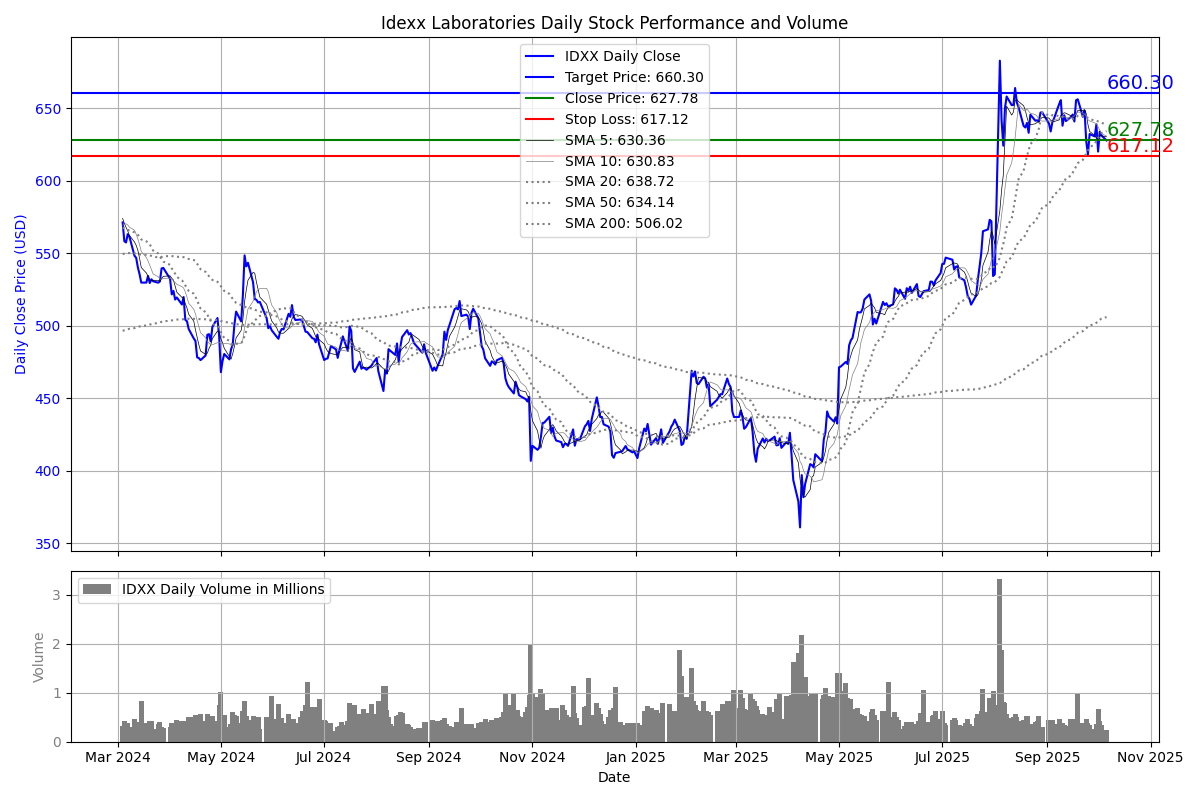 Idexx Laboratories Daily Stock Performance and Volume
IDXX Daily Close
Target Price: 660.30
Close Price: 627.78
Stop Loss: 617.12
SMA 5: 630.36
SMA 10: 630.83
SMA 20: 638.72
SMA 50: 634.14
SMA 200: 506.02
660.30
627.78
617.12
Daily Close Price (USD)
650
600
550
500
450
400
350
IDXX Daily Volume in Millions
Volume
3
2
1
0
Mar 2024 May 2024 Jul 2024 Sep 2024 Nov 2024 Jan 2025 Mar 2025 May 2025 Jul 2025 Sep 2025 Nov 2025
Date